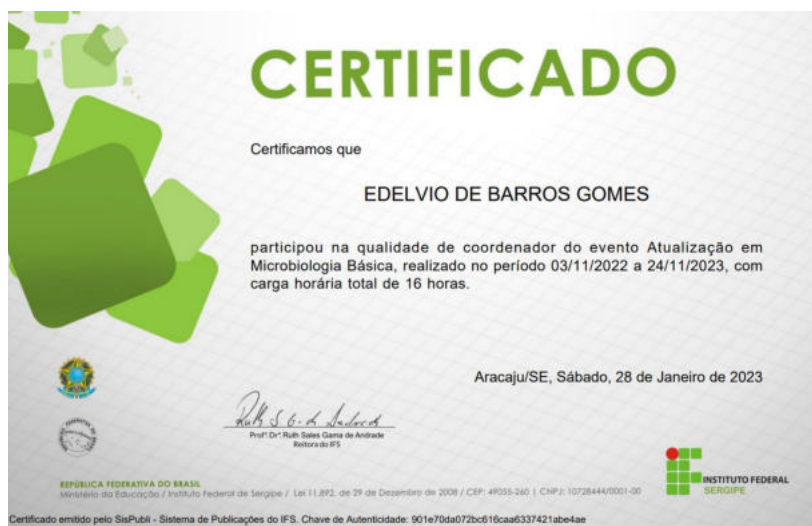 CERTIFICADO
Certificamos que
EDELVIO DE BARROS GOMES
participou na qualidade de coordenador do evento Atualização em
Microbiologia Básica, realizado no período 03/11/2022 a 24/11/2023, com
carga horária total de 16 horas.
Aracaju/SE, Sábado, 28 de Janeiro de 2023
Profª. Drª. Ruth Sales Gama de Andrade
Reitora do IFS
REPÚBLICA FEDERATIVA DO BRASIL
Ministério da Educação / Instituto Federal de Sergipe / Lei 11.892, de 29 de Dezembro de 2008 / CEP: 49055-260 | CNPJ: 10728444/0001-00
INSTITUTO FEDERAL
SERGIPE
Certificado emitido pelo SisPubli - Sistema de Publicações do IFS. Chave de Autenticidade: 901e70da072bc616caa6337421abe4ae